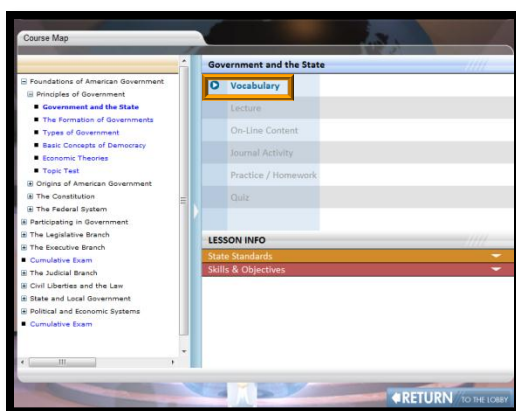 Course Map
Foundations of American Government
Principles of Government
Government and the State
The Formation of Governments
Types of Government
Basic Concepts of Democracy
Economic Theories
Topic Test
Origins of American Government
The Constitution
The Federal System
Participating in Government
The Legislative Branch
The Executive Branch
Cumulative Exam
The Judicial Branch
Civil Liberties and the Law
State and Local Government
Political and Economic Systems
Cumulative Exam
Government and the State
Vocabulary
Lecture
On-Line Content
Journal Activity
Practice / Homework
Quiz
LESSON INFO
State Standards
Skills & Objectives
RETURN TO THE LOBBY